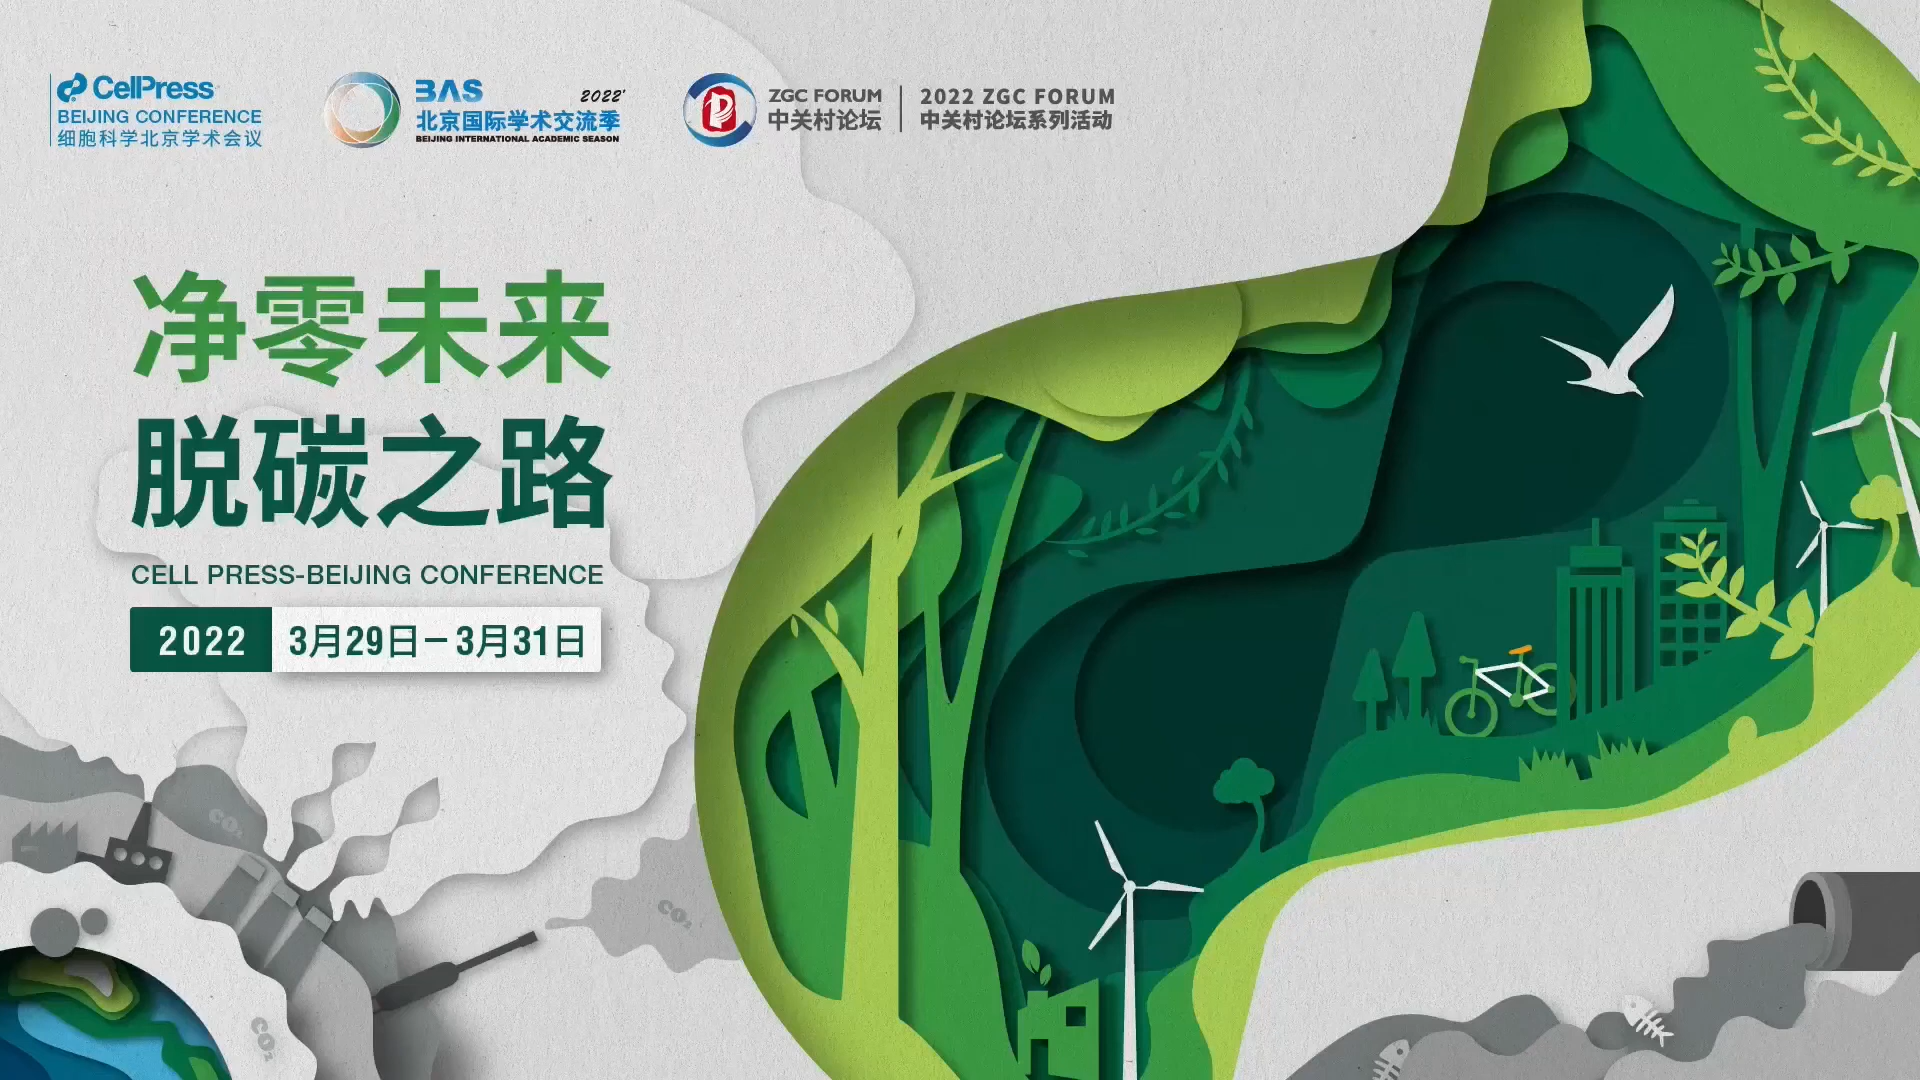 CellPress
BEIJING CONFERENCE
细胞科学北京学术会议
BAS 2022'
北京国际学术交流季
BEIJING INTERNATIONAL ACADEMIC SEASON
ZGC FORUM
中关村论坛
2022 ZGC FORUM
中关村论坛系列活动
净零未来
脱碳之路
CELL PRESS-BEIJING CONFERENCE
2022 3月29日-3月31日
CO₂
CO₂
CO₂